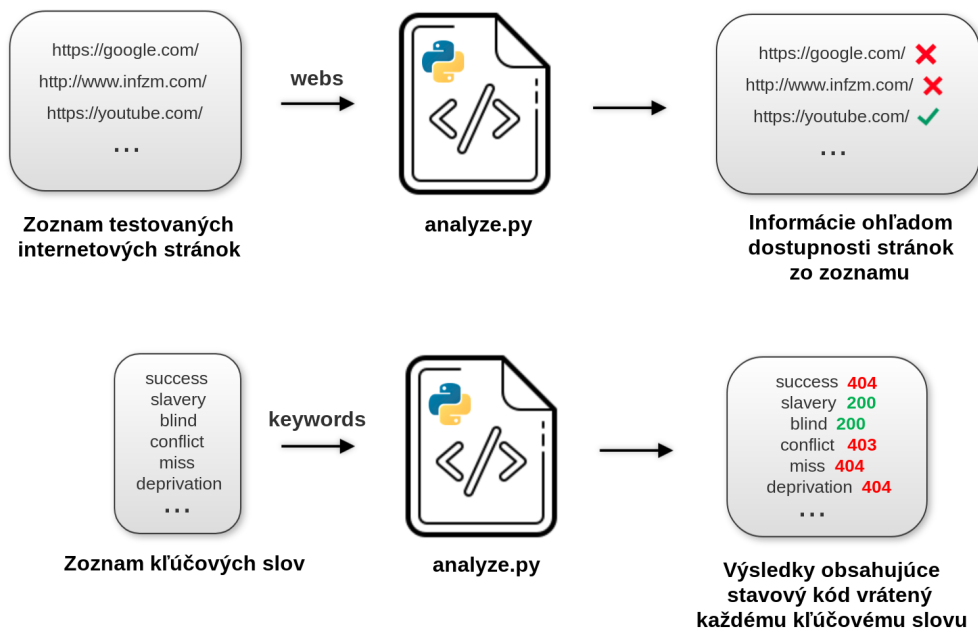 https://google.com/
http://www.infzm.com/
https://youtube.com/
...
Zoznam testovaných
internetových stránok
webs
</>
analyze.py
https://google.com/
http://www.infzm.com/
https://youtube.com/
...
Informácie ohľadom
dostupnosti stránok
zo zoznamu
success
slavery
blind
conflict
miss
deprivation
...
Zoznam kľúčových slov
keywords
</>
analyze.py
success 404
slavery 200
blind 200
conflict 403
miss 404
deprivation 404
...
Výsledky obsahujúce
stavový kód vrátený
každému kľúčovému slovu